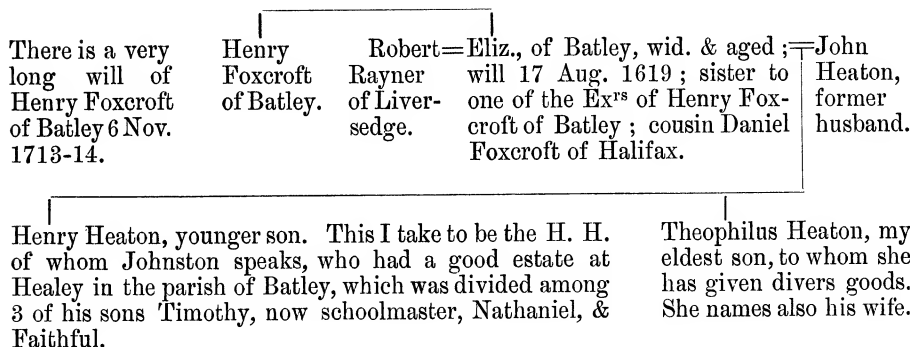 There is a very
long will of
Henry Foxcroft
of Batley 6 Nov.
1713-14.
Henry
Foxcroft
of Batley.
Robert=
Rayner
of Liver-
sedge.
Eliz., of Batley, wid. & aged ;=
will 17 Aug. 1619 ; sister to
one of the Exrs of Henry Fox-
croft of Batley ; cousin Daniel
Foxcroft of Halifax.
John
Heaton,
former
husband.
Henry Heaton, younger son. This I take to be the H. H.
of whom Johnston speaks, who had a good estate at
Healey in the parish of Batley, which was divided among
3 of his sons Timothy, now schoolmaster, Nathaniel, &
Faithful.
Theophilus Heaton, my
eldest son, to whom she
has given divers goods.
She names also his wife.